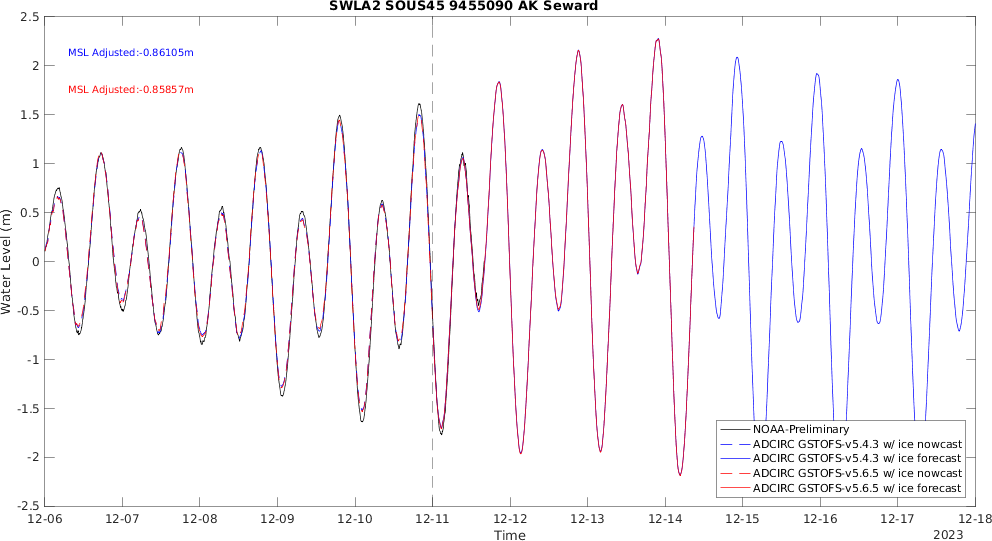 SWLA2 SOUS45 9455090 AK Seward
MSL Adjusted:-0.86105m
MSL Adjusted:-0.85857m
Water Level (m)
2.5
2
1.5
1
0.5
0
-0.5
-1
-1.5
-2
-2.5
NOAA-Preliminary
ADCIRC GSTOFS-v5.4.3 w/ ice nowcast
ADCIRC GSTOFS-v5.4.3 w/ ice forecast
ADCIRC GSTOFS-v5.6.5 w/ ice nowcast
ADCIRC GSTOFS-v5.6.5 w/ ice forecast
12-06 12-07 12-08 12-09 12-10 12-11 12-12 12-13 12-14 12-15 12-16 12-17 12-18
Time
2023